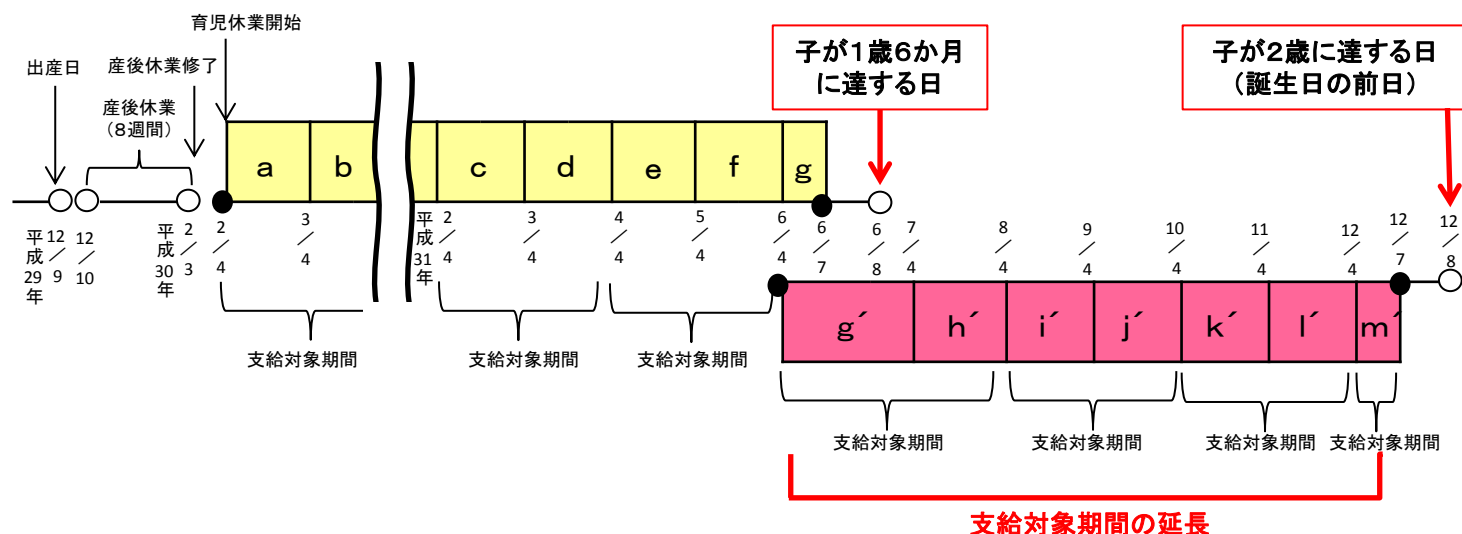 育児休業開始
出産日
産後休業修了
産後休業
(8週間)
子が1歳6か月
に達する日
子が2歳に達する日
(誕生日の前日)
a
b
c
d
e
f
g
平成29年
12/9
12/10
平成30年
2/3
2/4
3/4
平成31年
2/4
3/4
4/4
5/4
6/4
6/7
6/8
7/4
8/4
9/4
10/4
11/4
12/4
12/7
12/8
g´
h´
i´
j´
k´
l´
m´
支給対象期間
支給対象期間
支給対象期間
支給対象期間
支給対象期間
支給対象期間
支給対象期間
支給対象期間の延長